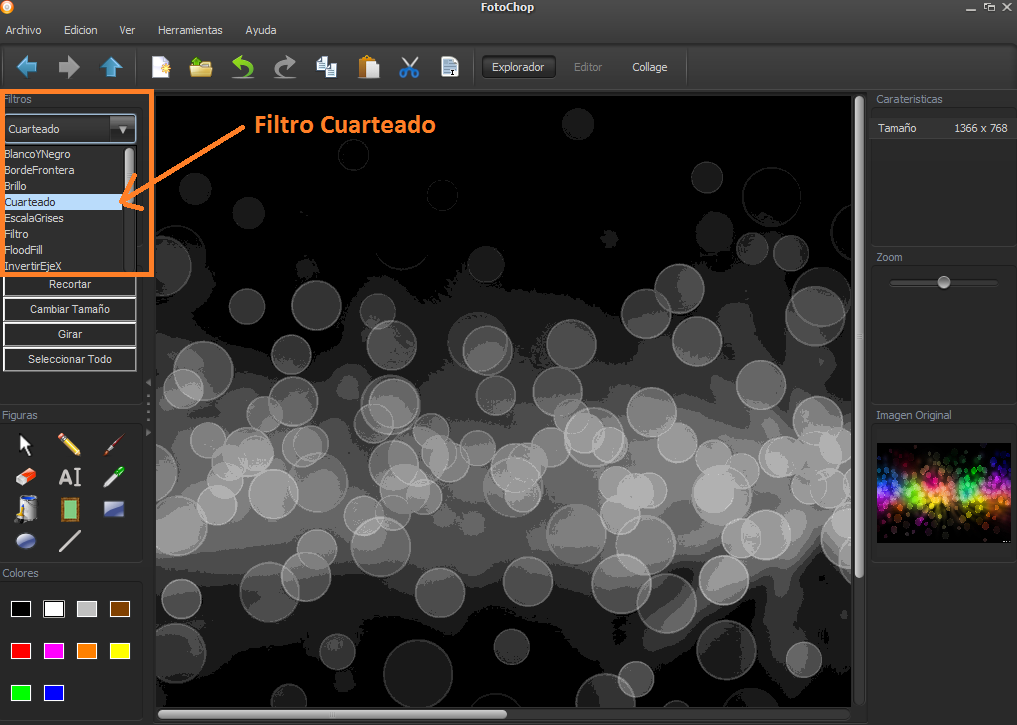 FotoChop
Archivo Edicion Ver Herramientas Ayuda
Explorador Editor Collage
Filtros
Cuarteado
BlancoYNegro
BordeFrontera
Brillo
Cuarteado
EscalaGrises
Filtro
FloodFill
InvertirEjeX
Recortar
Cambiar Tamaño
Girar
Seleccionar Todo
Figuras
AI
Colores
Filtro Cuarteado
Carateristicas
Tamaño 1366 x 768
Zoom
Imagen Original